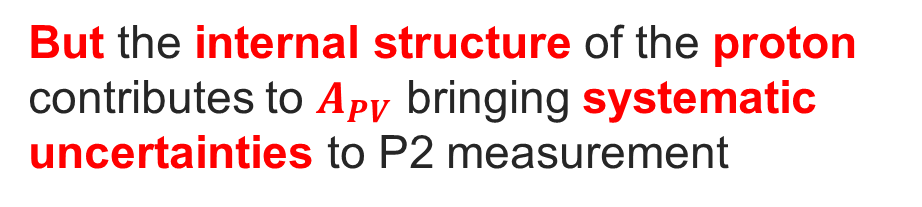 But the internal structure of the proton
contributes to A_PV bringing systematic
uncertainties to P2 measurement